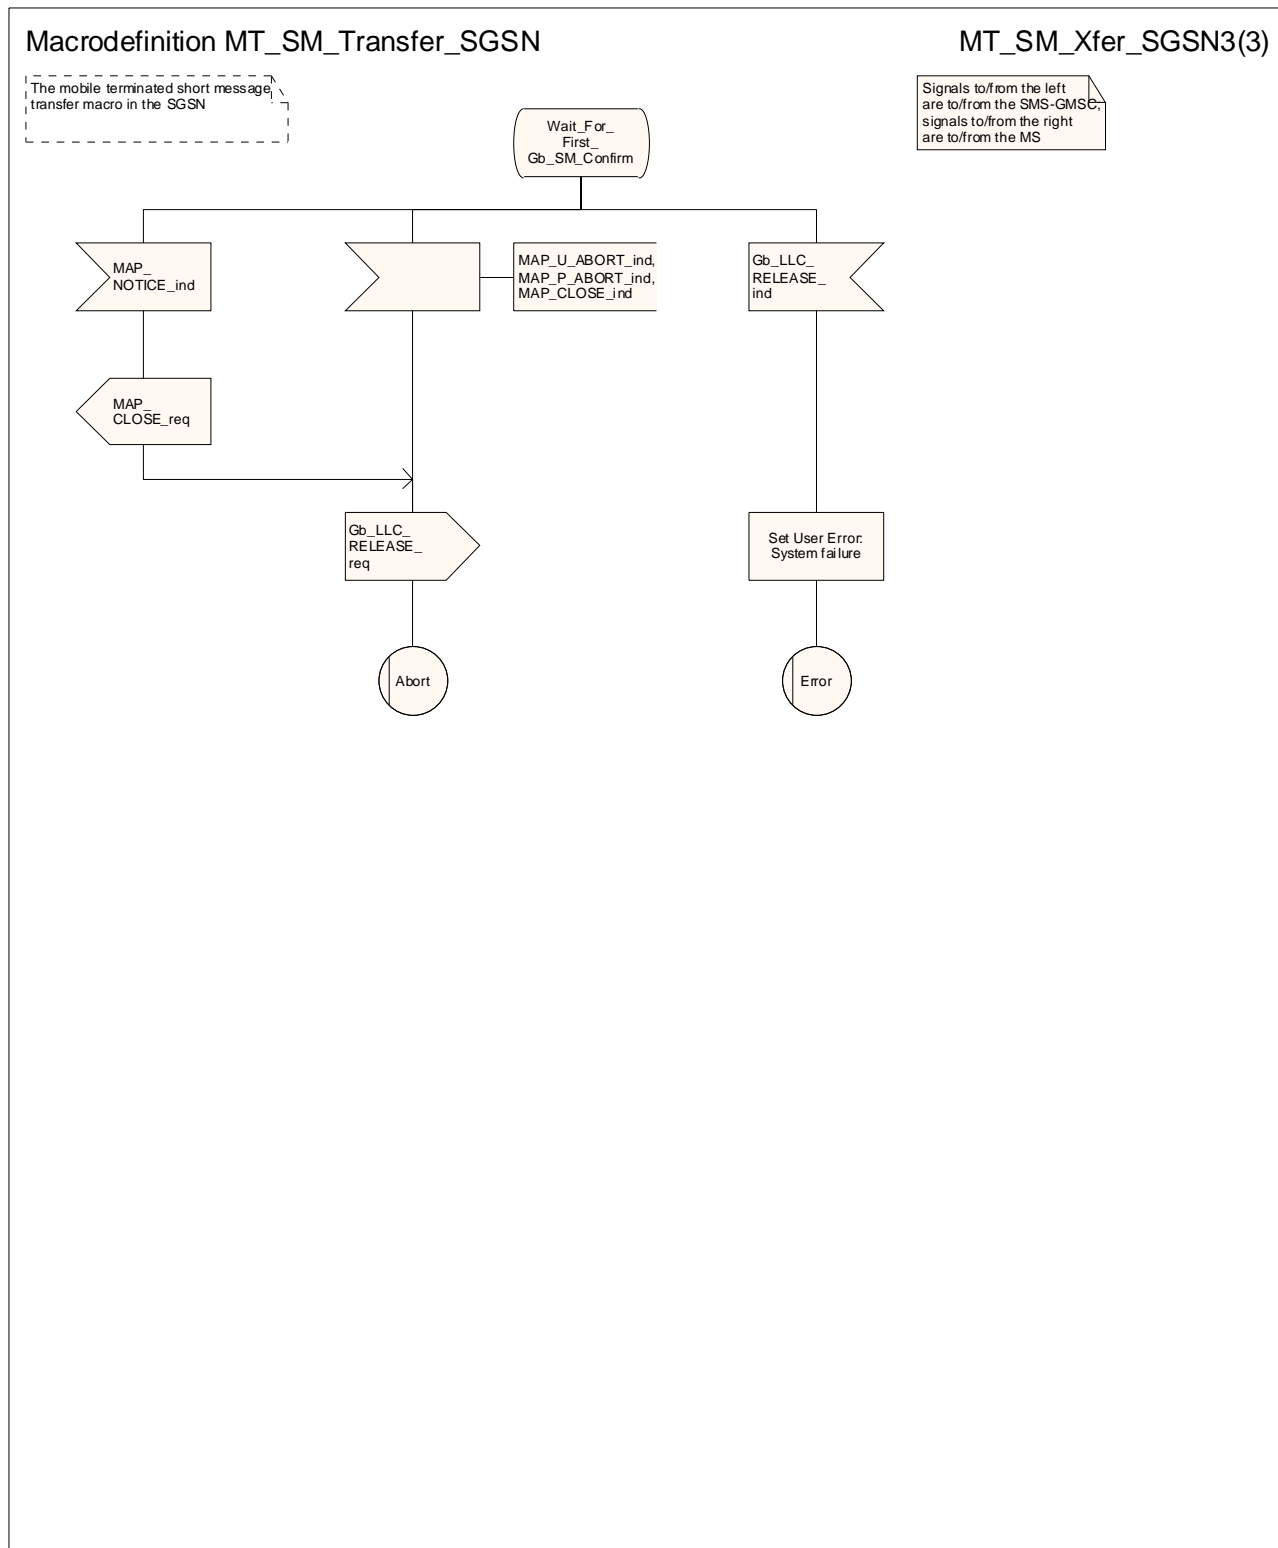 Macrodefinition MT_SM_Transfer_SGSN
MT_SM_Xfer_SGSN3(3)
The mobile terminated short message
transfer macro in the SGSN
Signals to/from the left
are to/from the SMS-GMSC;
signals to/from the right
are to/from the MS
Wait_For_
First_
Gb_SM_Confirm
MAP_
NOTICE_ind
MAP_U_ABORT_ind,
MAP_P_ABORT_ind,
MAP_CLOSE_ind
Gb_LLC_
RELEASE_
ind
MAP_
CLOSE_req
Gb_LLC_
RELEASE_
req
Set User Error:
System failure
Abort
Error